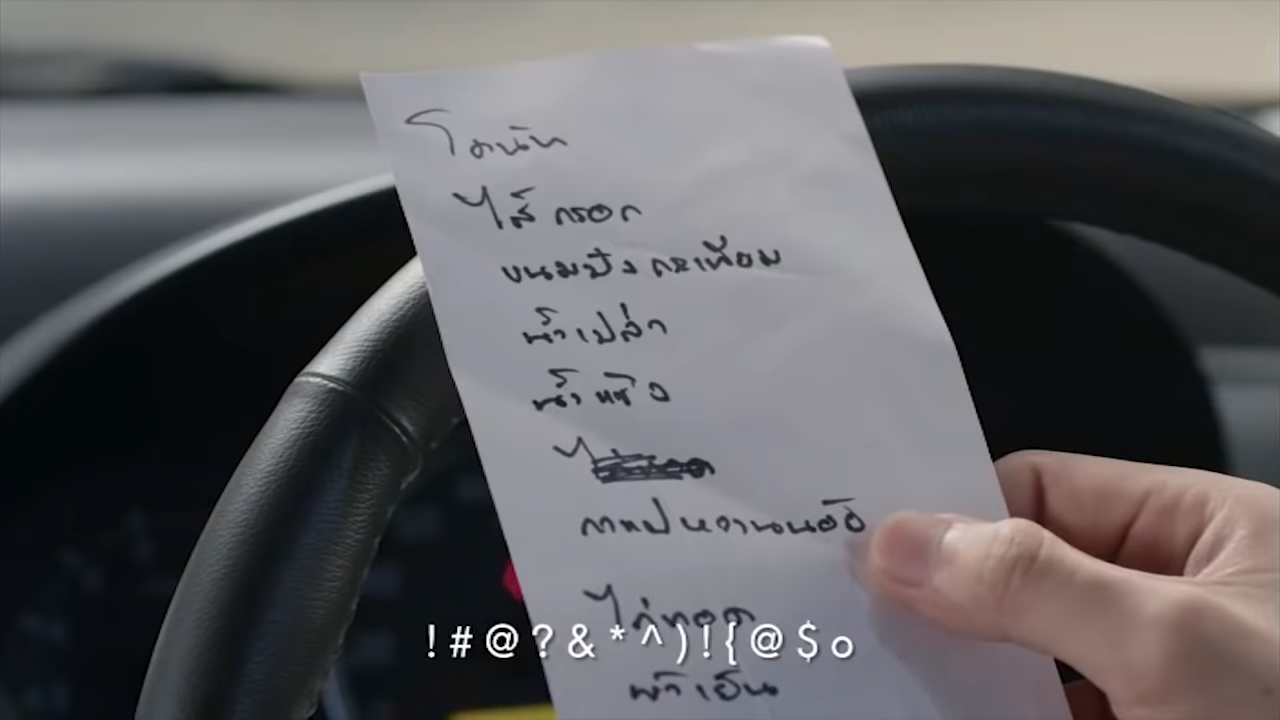 โดนัท
ไส้กรอก
ขนมปังกระเทียม
น้ำเปล่า
น้ำแข็ง
กาแฟหวานน้อย
ไก่ทอด
!#@?&*^)!{@$o
น้ำเย็น